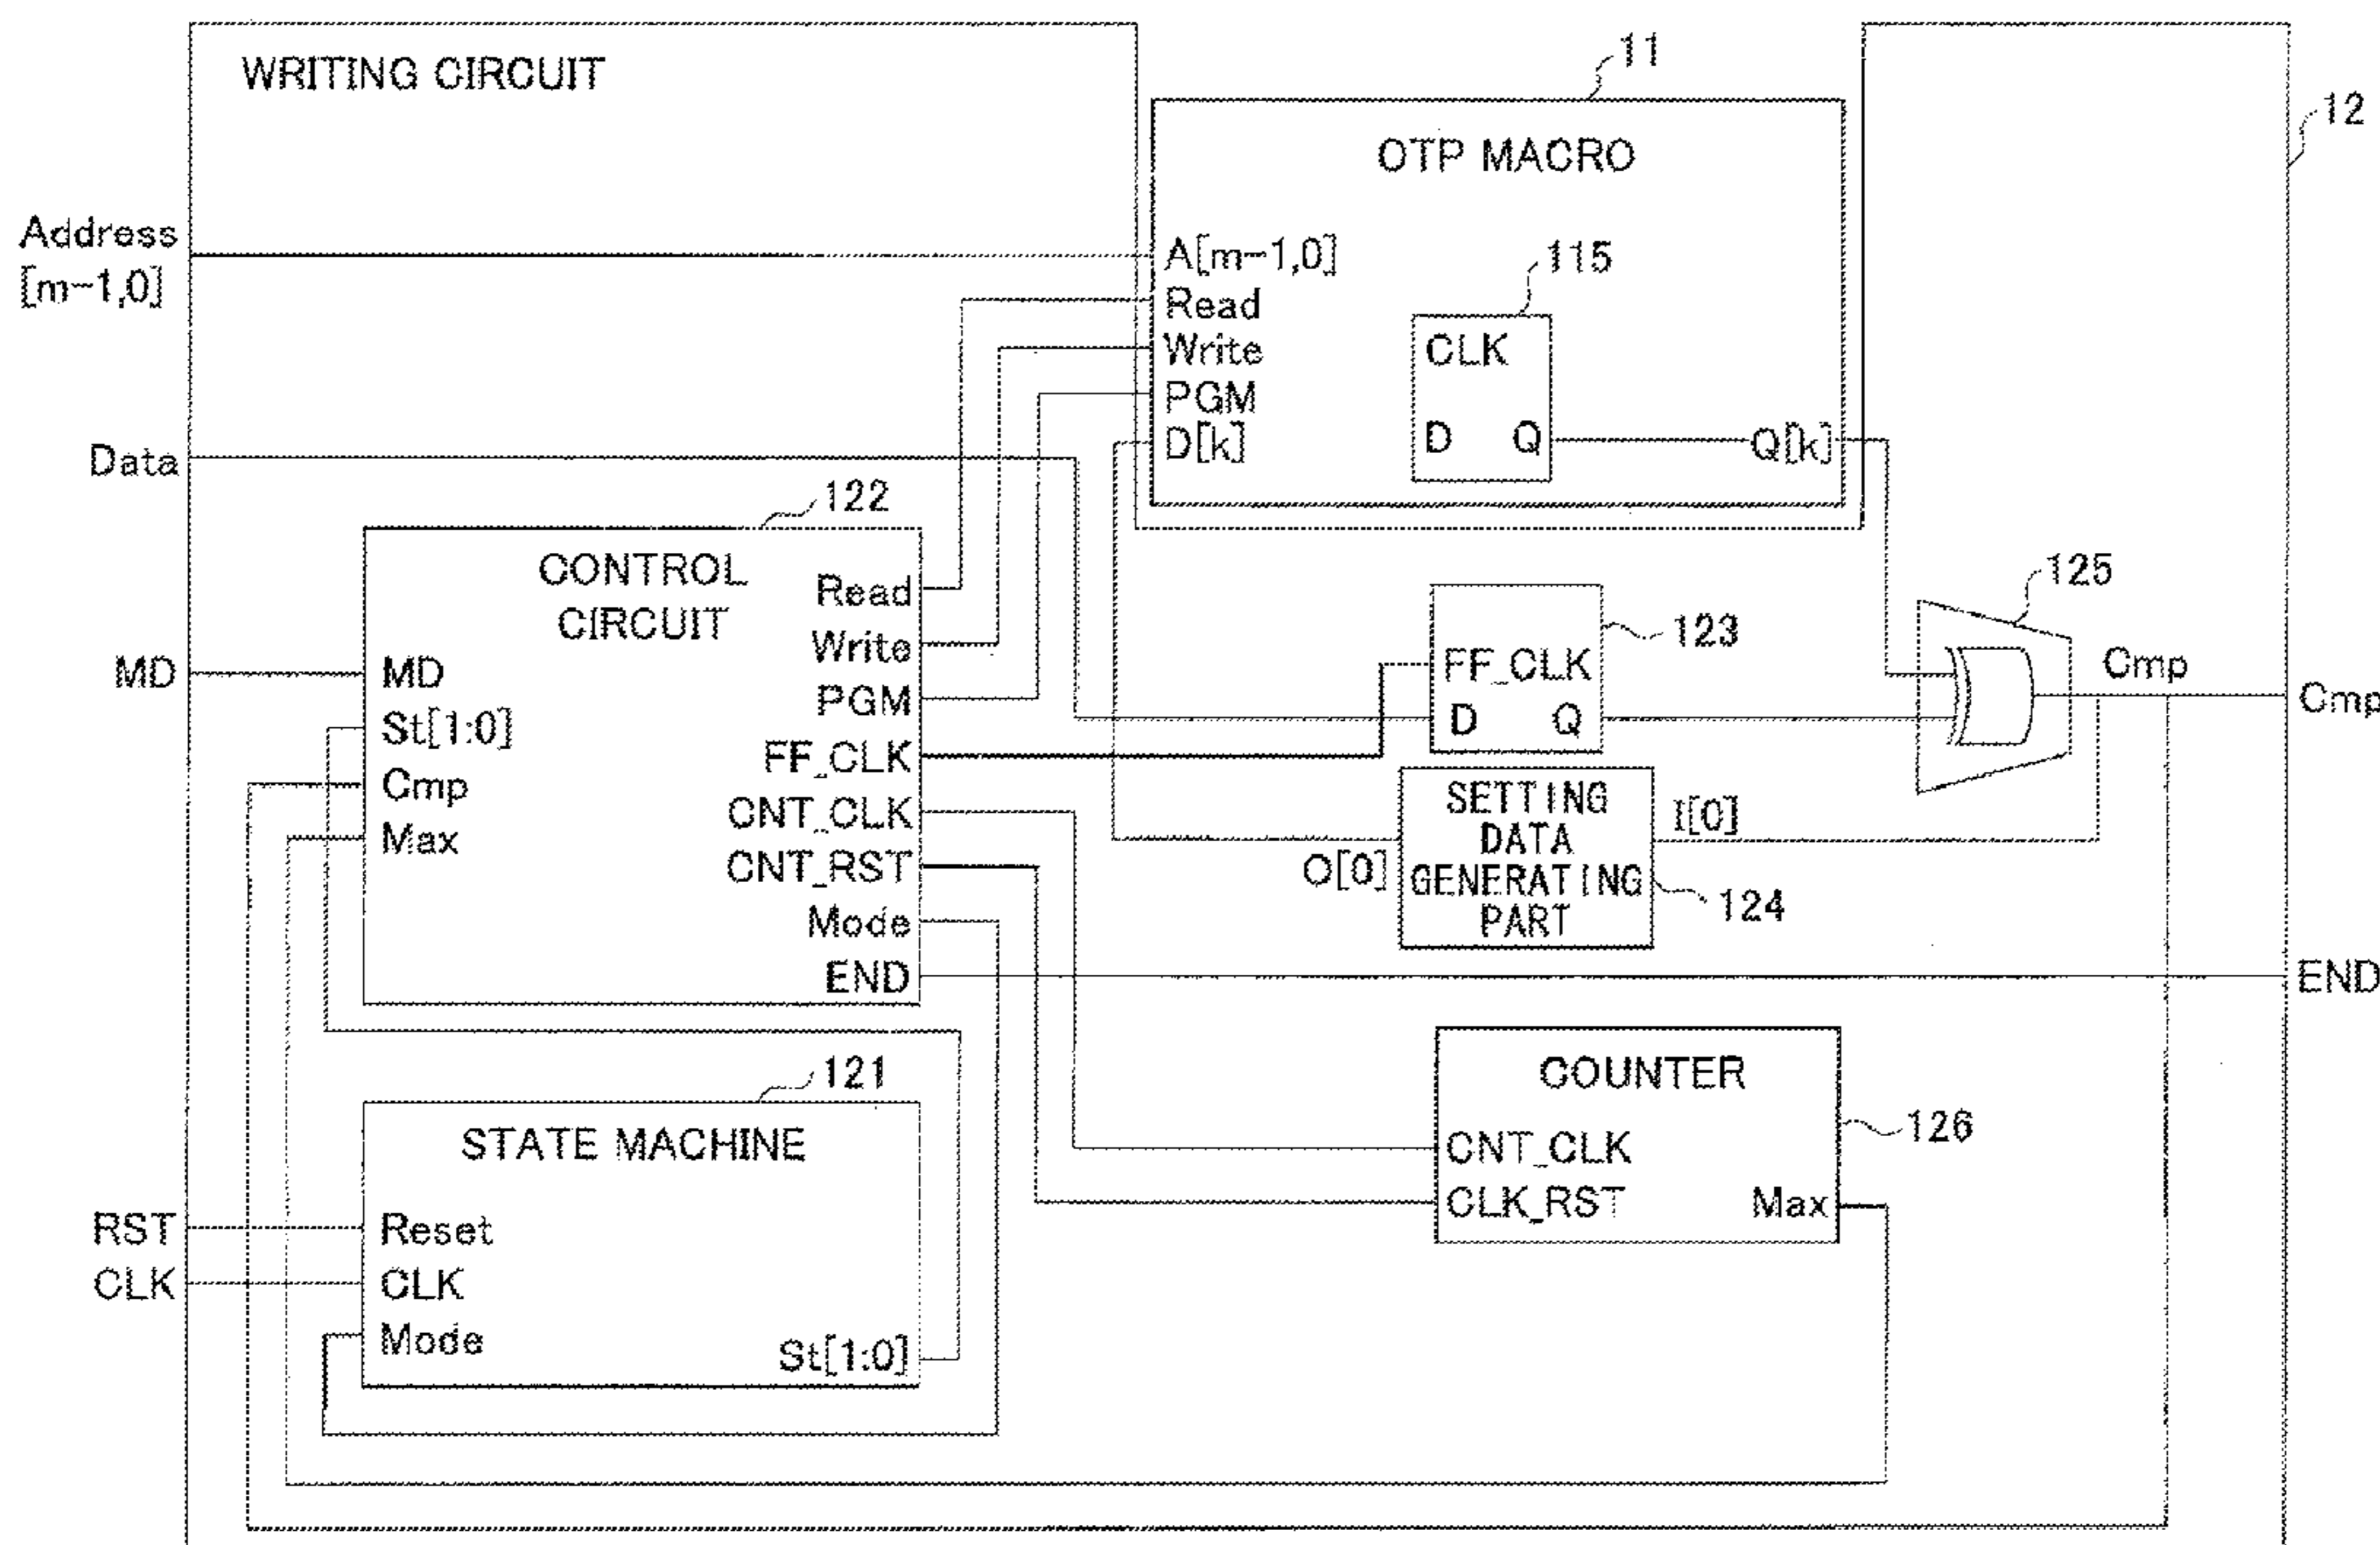 WRITING CIRCUIT
11
12
OTP MACRO
Address
[m-1,0]
A[m-1,0]
Read
Write
PGM
D[k]
115
CLK
D Q
Q[k]
Data
122
CONTROL
CIRCUIT
MD
MD
St[1:0]
Cmp
Max
Read
Write
PGM
FF_CLK
CNT_CLK
CNT_RST
Mode
END
123
FF_CLK
D Q
125
Cmp
Cmp
SETTING
DATA
GENERATING
PART
I[0]
O[0]
124
END
121
STATE MACHINE
RST
CLK
Reset
CLK
Mode
St[1:0]
COUNTER
126
CNT_CLK
CLK_RST
Max